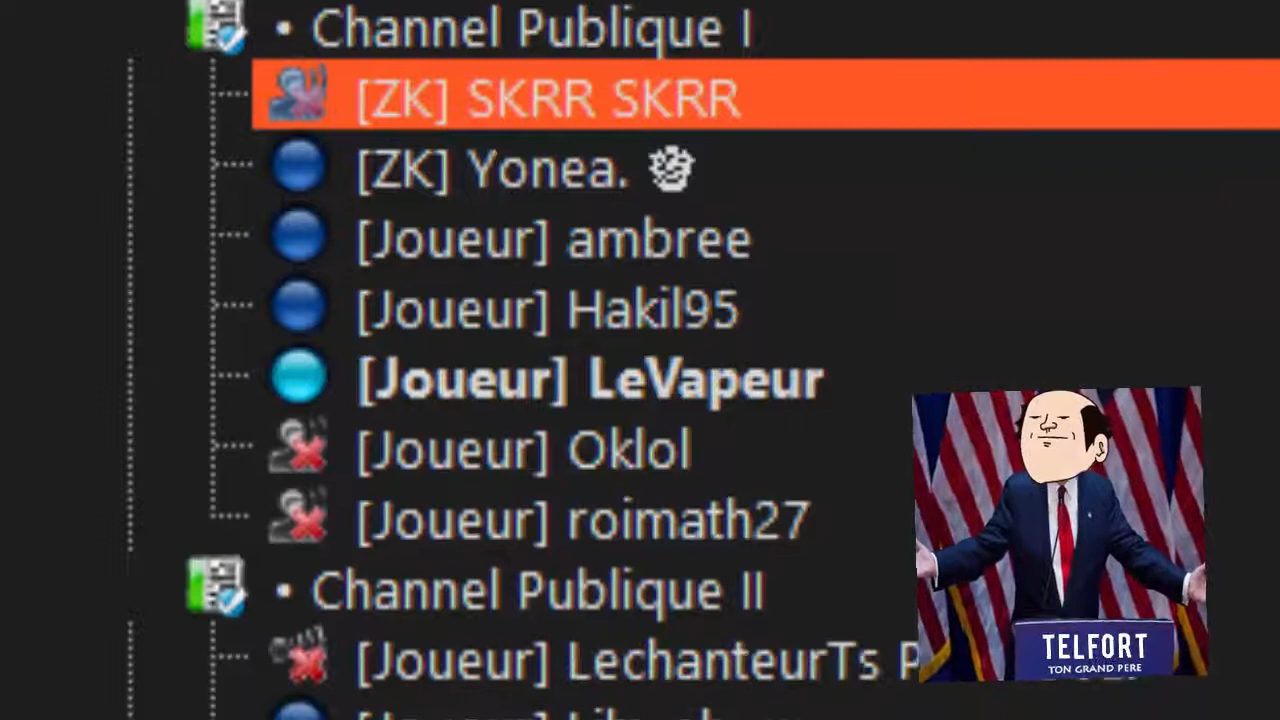 • Channel Publique I
[ZK] SKRR SKRR
[ZK] Yonea.
[Joueur] ambree
[Joueur] Hakil95
[Joueur] LeVapeur
[Joueur] Oklol
[Joueur] roimath27
• Channel Publique II
[Joueur] LechanteurTs
TELFORT
TON GRAND PERE
[Joueur]